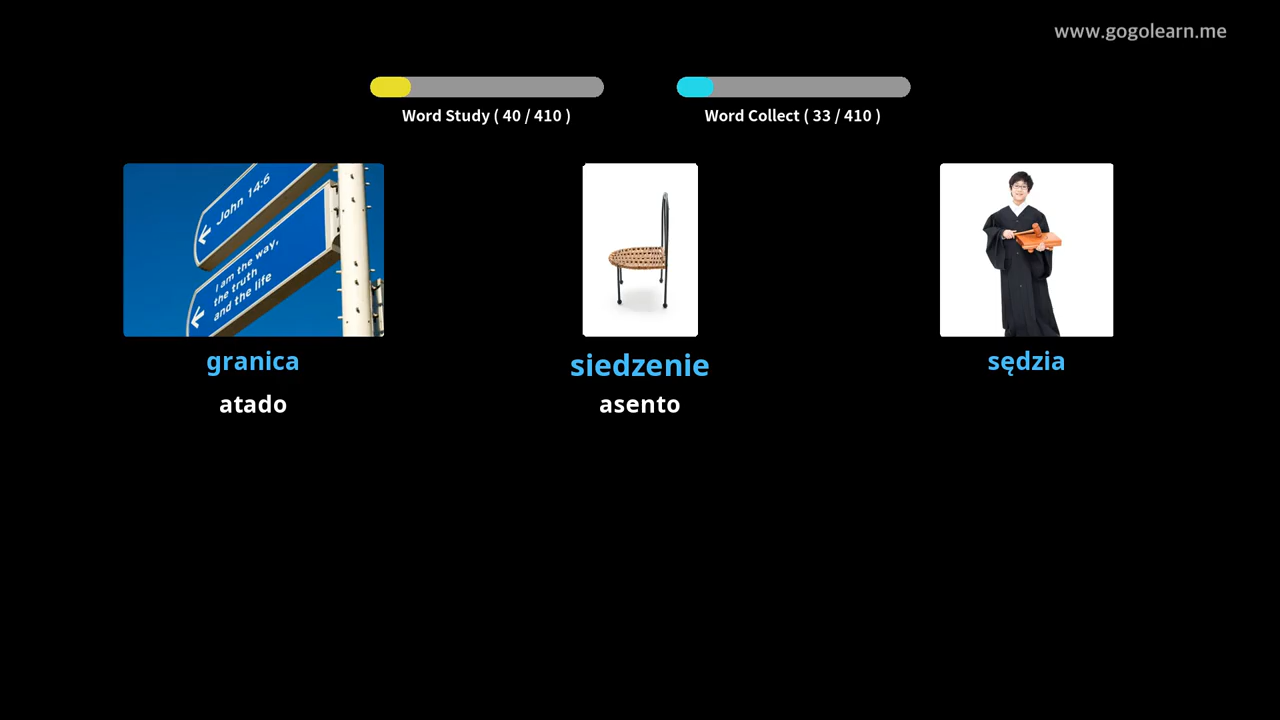 www.gogolearn.me
Word Study ( 40 / 410 )
Word Collect ( 33 / 410 )
John 14:6
I am the way,
the truth
and the life
granica
siedzenie
sędzia
atado
asento